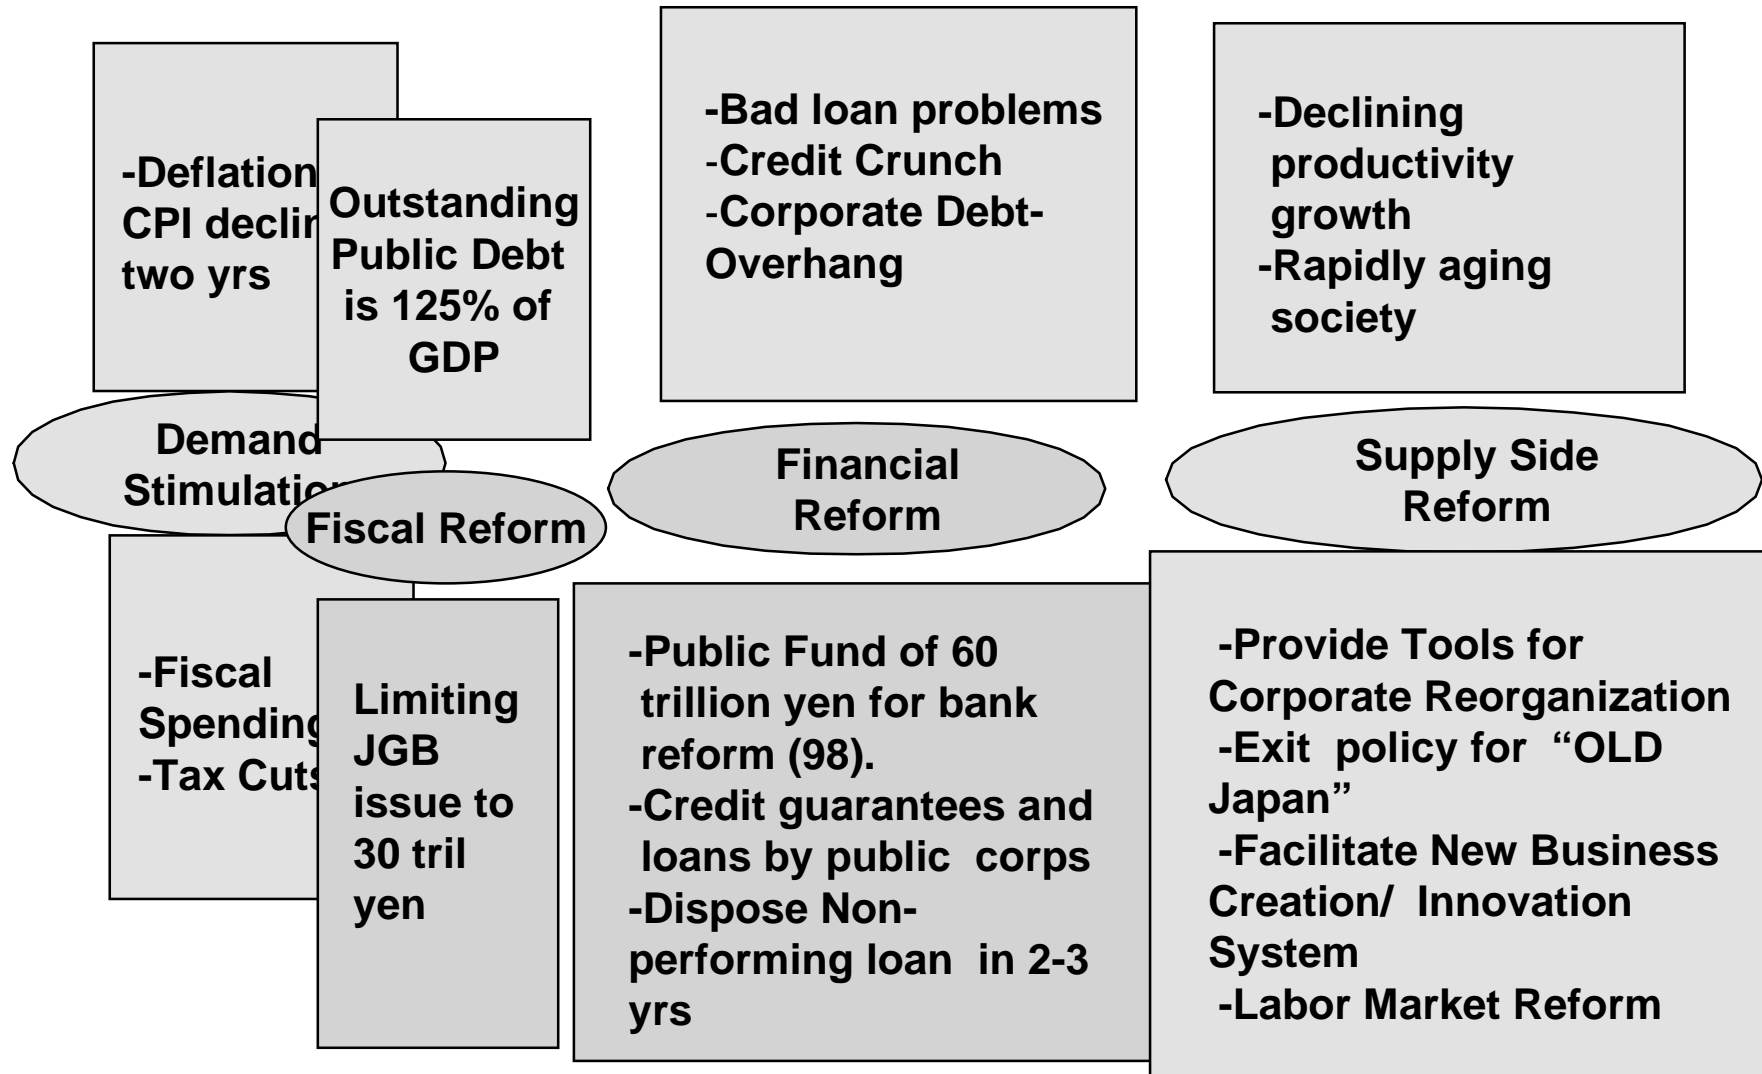 -Deflation
CPI declin
two yrs
Outstanding
Public Debt
is 125% of
GDP
-Bad loan problems
-Credit Crunch
-Corporate Debt-
Overhang
-Declining
productivity
growth
-Rapidly aging
society
Demand
Stimulation
Fiscal Reform
Financial
Reform
Supply Side
Reform
-Fiscal
Spending
-Tax Cuts
Limiting
JGB
issue to
30 tril
yen
-Public Fund of 60
trillion yen for bank
reform (98).
-Credit guarantees and
loans by public corps
-Dispose Non-
performing loan in 2-3
yrs
-Provide Tools for
Corporate Reorganization
-Exit policy for “OLD
Japan”
-Facilitate New Business
Creation/ Innovation
System
-Labor Market Reform